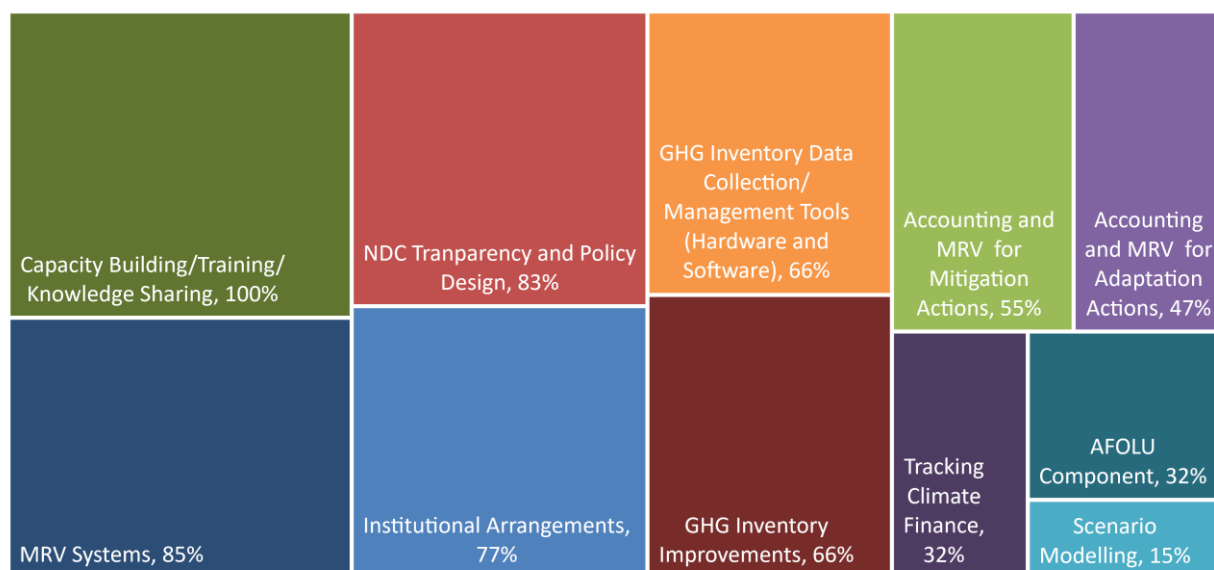 Capacity Building/Training/
Knowledge Sharing, 100%
MRV Systems, 85%
NDC Tranparency and Policy
Design, 83%
Institutional Arrangements,
77%
GHG Inventory Data
Collection/
Management Tools
(Hardware and
Software), 66%
GHG Inventory
Improvements, 66%
Accounting and
MRV for
Mitigation
Actions, 55%
Accounting
and MRV for
Adaptation
Actions, 47%
Tracking
Climate
Finance,
32%
AFOLU
Component, 32%
Scenario
Modelling, 15%